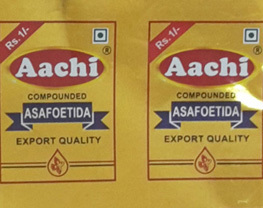 Rs. 1/-
Aachi®
COMPOUNDED
ASAFOETIDA
EXPORT QUALITY
Rs. 1/-
Aachi®
COMPOUNDED
ASAFOETIDA
EXPORT QUALITY